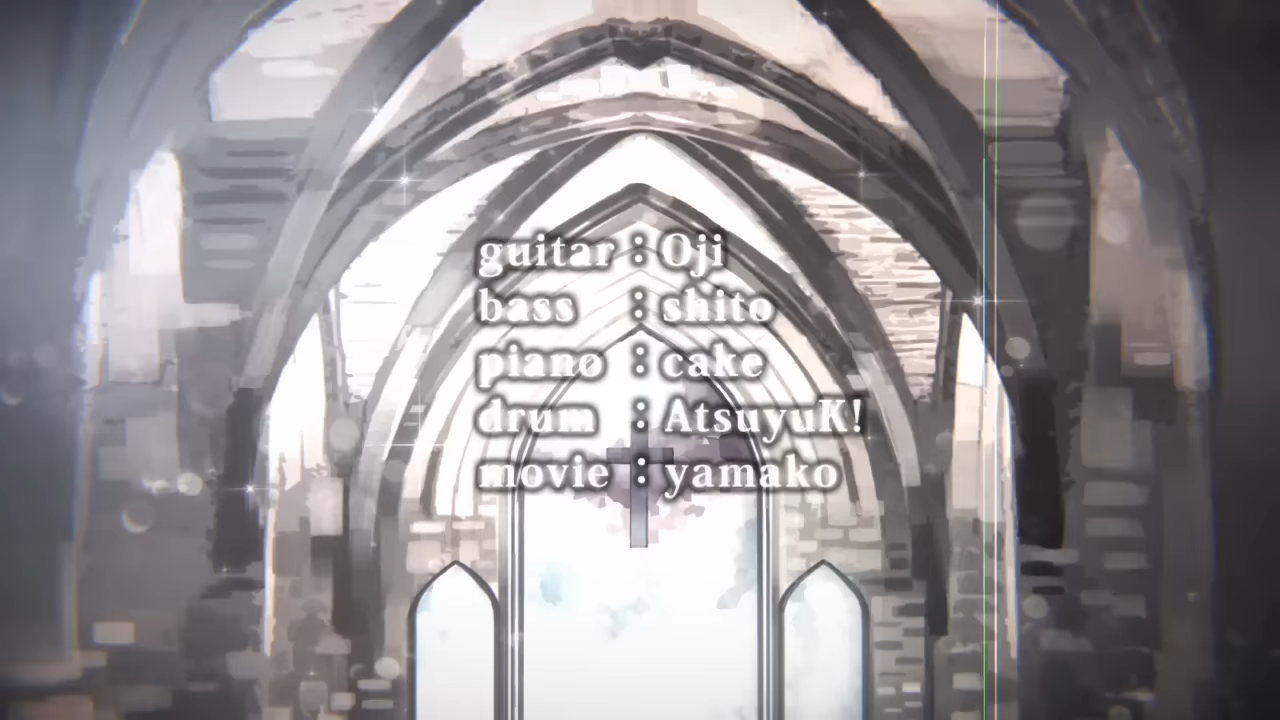 guitar : Oji
bass : shito
piano : cake
drum : AtsuyuK!
movie : yamako